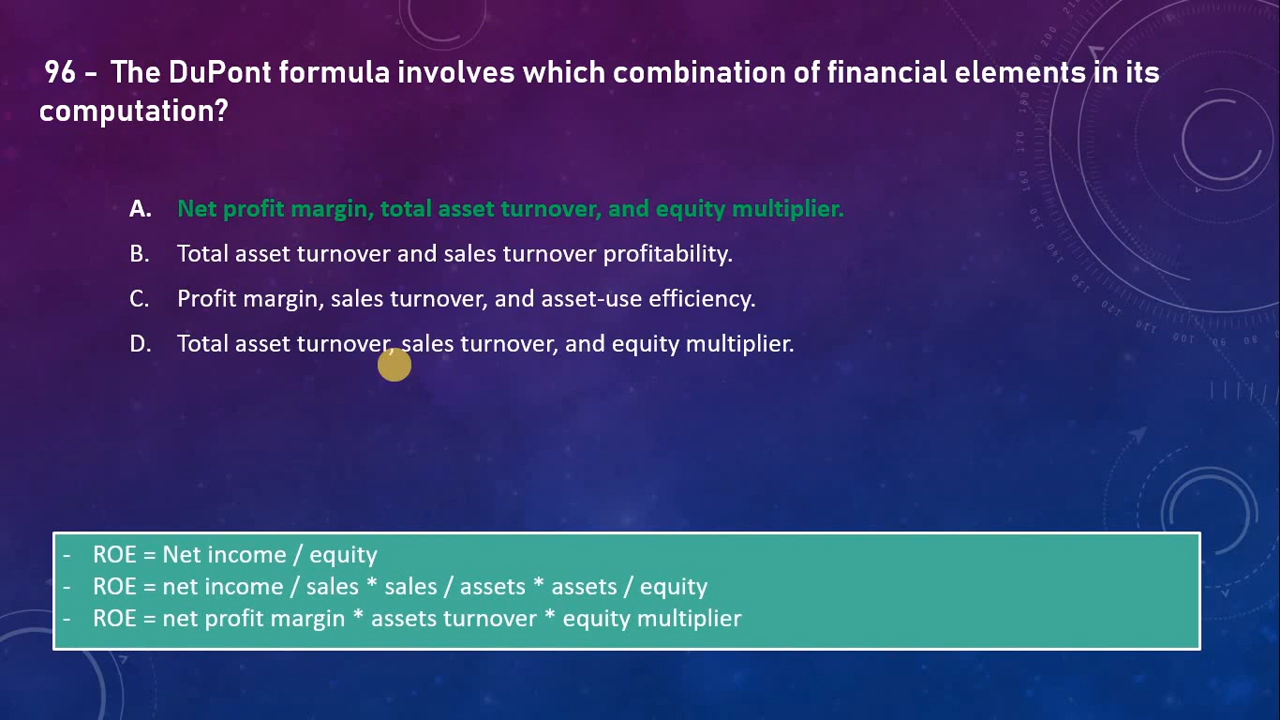 96 - The DuPont formula involves which combination of financial elements in its
computation?
A. Net profit margin, total asset turnover, and equity multiplier.
B. Total asset turnover and sales turnover profitability.
C. Profit margin, sales turnover, and asset-use efficiency.
D. Total asset turnover, sales turnover, and equity multiplier.
- ROE = Net income / equity
- ROE = net income / sales * sales / assets * assets / equity
- ROE = net profit margin * assets turnover * equity multiplier